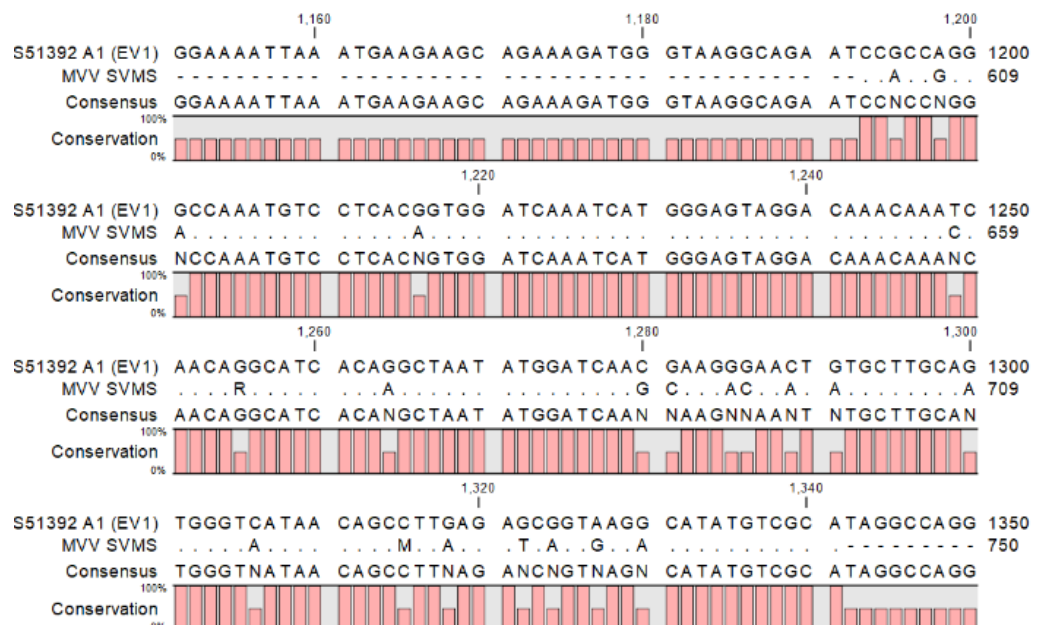 1,160 1,180 1,200
S51392 A1 (EV1) GGAAAATTAA ATGAAGAAGC AGAAAGATGG GTAAGGCAGA ATCCGCCAGG 1200
MVV SVMS - - - - - - - - - - - - - - - - - - - - - - - - - - - - - - - - - - - - - - - - - - . . A . . G . . 609
Consensus GGAAAATTAA ATGAAGAAGC AGAAAGATGG GTAAGGCAGA ATCCNCCNGG
100%
Conservation
0%
1,220 1,240
S51392 A1 (EV1) GCCAAATGTC CTCACGGTGG ATCAAATCAT GGGAGTAGGA CAAACAAATC 1250
MVV SVMS A . . . . . . . . . . . . . . A . . . . . . . . . . . . . . . . . . . . . . . . . . . . . . . . C . 659
Consensus NCCAAATGTC CTCACNGTGG ATCAAATCAT GGGAGTAGGA CAAACAAANC
100%
Conservation
0%
1,260 1,280 1,300
S51392 A1 (EV1) AACAGGCATC ACAGGCTAAT ATGGATCAAC GAAGGGAACT GTGCTTGCAG 1300
MVV SVMS . . . . R . . . . . . . . . A . . . . . . . . . . . . . . G C . . . A C . . A . A . . . . . . . A 709
Consensus AACAGGCATC ACANGCTAAT ATGGATCAAN NAAGNNAANT NTGCTTGCAN
100%
Conservation
0%
1,320 1,340
S51392 A1 (EV1) TGGGTCATAA CAGCCTTGAG AGCGGTAAGG CATATGTCGC ATAGGCCAGG 1350
MVV SVMS . . . . . A . . . . . . . . M . . A . . . T . A . . G . . A . . . . . . . . . . . - - - - - - - - - 750
Consensus TGGGTNATAA CAGCCTTNAG ANCNGTNAGN CATATGTCGC ATAGGCCAGG
100%
Conservation
0%